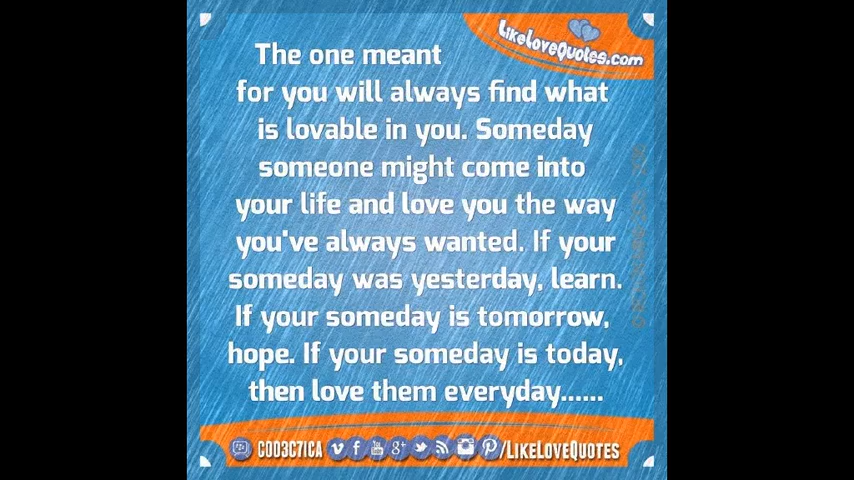 LikeLoveQuotes.com
The one meant
for you will always find what
is lovable in you. Someday
someone might come into
your life and love you the way
you've always wanted. If your
someday was yesterday, learn.
If your someday is tomorrow,
hope. If your someday is today,
then love them everyday......
C003C71CA /LikeLoveQuotes